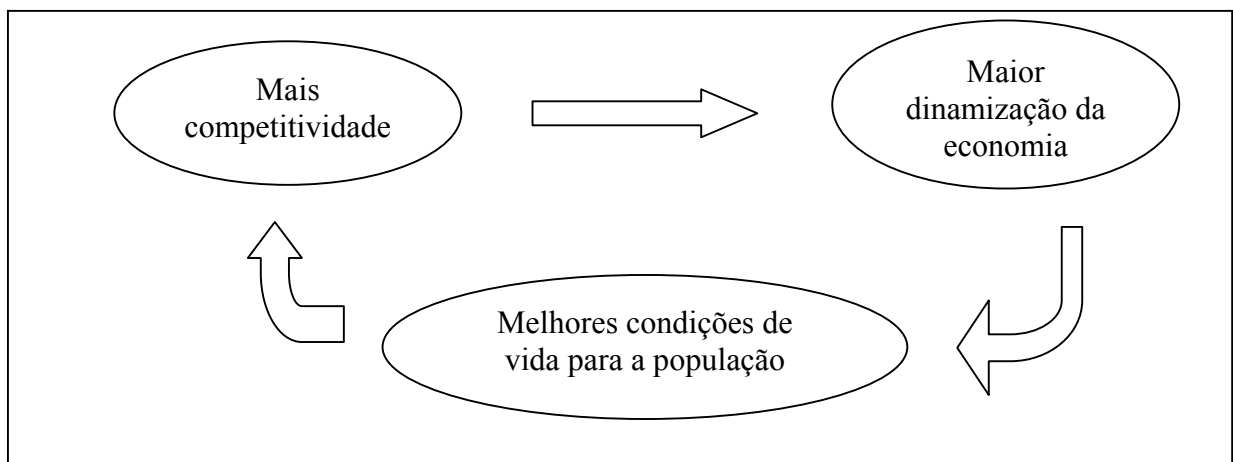 Mais
competitividade
Maior
dinamização da
economia
Melhores condições de
vida para a população